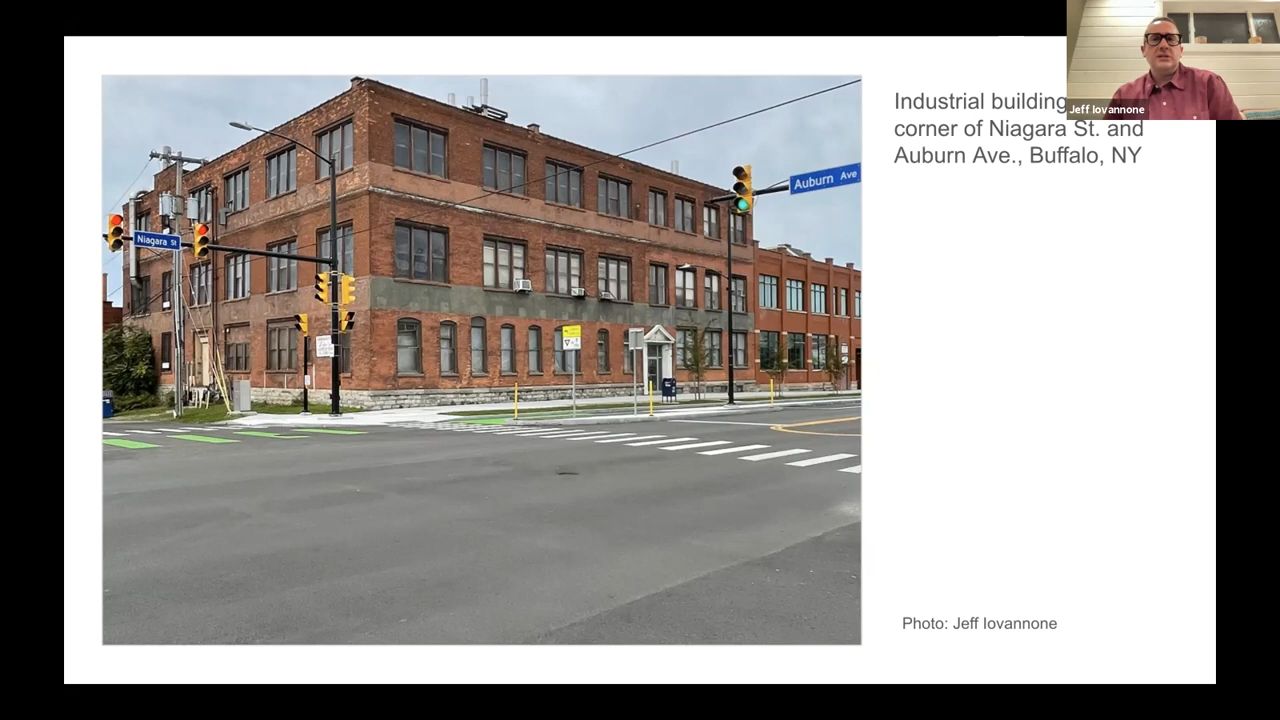 Industrial building
corner of Niagara St. and
Auburn Ave., Buffalo, NY
Jeff Iovannone
Auburn Ave
Niagara St
Photo: Jeff Iovannone